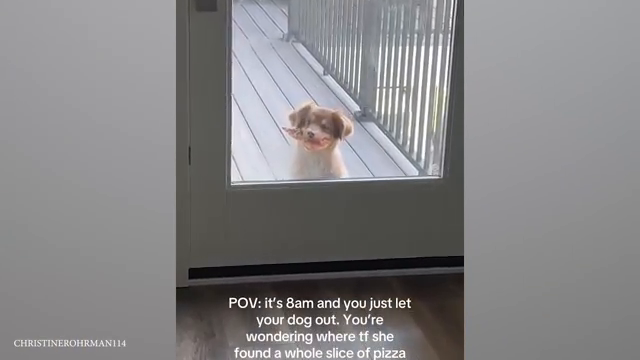 POV: it's 8am and you just let
your dog out. You're
wondering where tf she
found a whole slice of pizza
CHRISTINEROHRMAN114